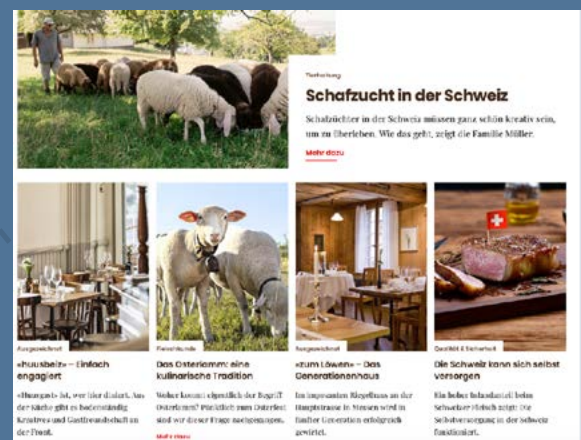 Tierhaltung
Schafzucht in der Schweiz
Schafzüchter in der Schweiz müssen ganz schön kreativ sein,
um zu überleben. Wie das geht, zeigt die Familie Müller.
Mehr dazu
Ausgezeichnet
«huusbeiz» – Einfach
engagiert
«Huusgast» ist, wer hier diniert. Aus
der Küche gibt es bodenständig
Kreatives und Gastfreundschaft an
der Front.
Fleischkunde
Das Osterlamm: eine
kulinarische Tradition
Woher kommt eigentlich der Begriff
Osterlamm? Pünktlich zum Osterfest
sind wir dieser Frage nachgegangen.
Mehr dazu
Ausgezeichnet
«zum Löwen» – Das
Generationenhaus
Im imposanten Riegelhaus an der
Hauptstrasse in Messen wird in
fünfter Generation erfolgreich
gewirtet.
Qualität & Sicherheit
Die Schweiz kann sich selbst
versorgen
Ein hoher Inlandanteil beim
Schweizer Fleisch zeigt: Die
Selbstversorgung in der Schweiz
funktioniert.